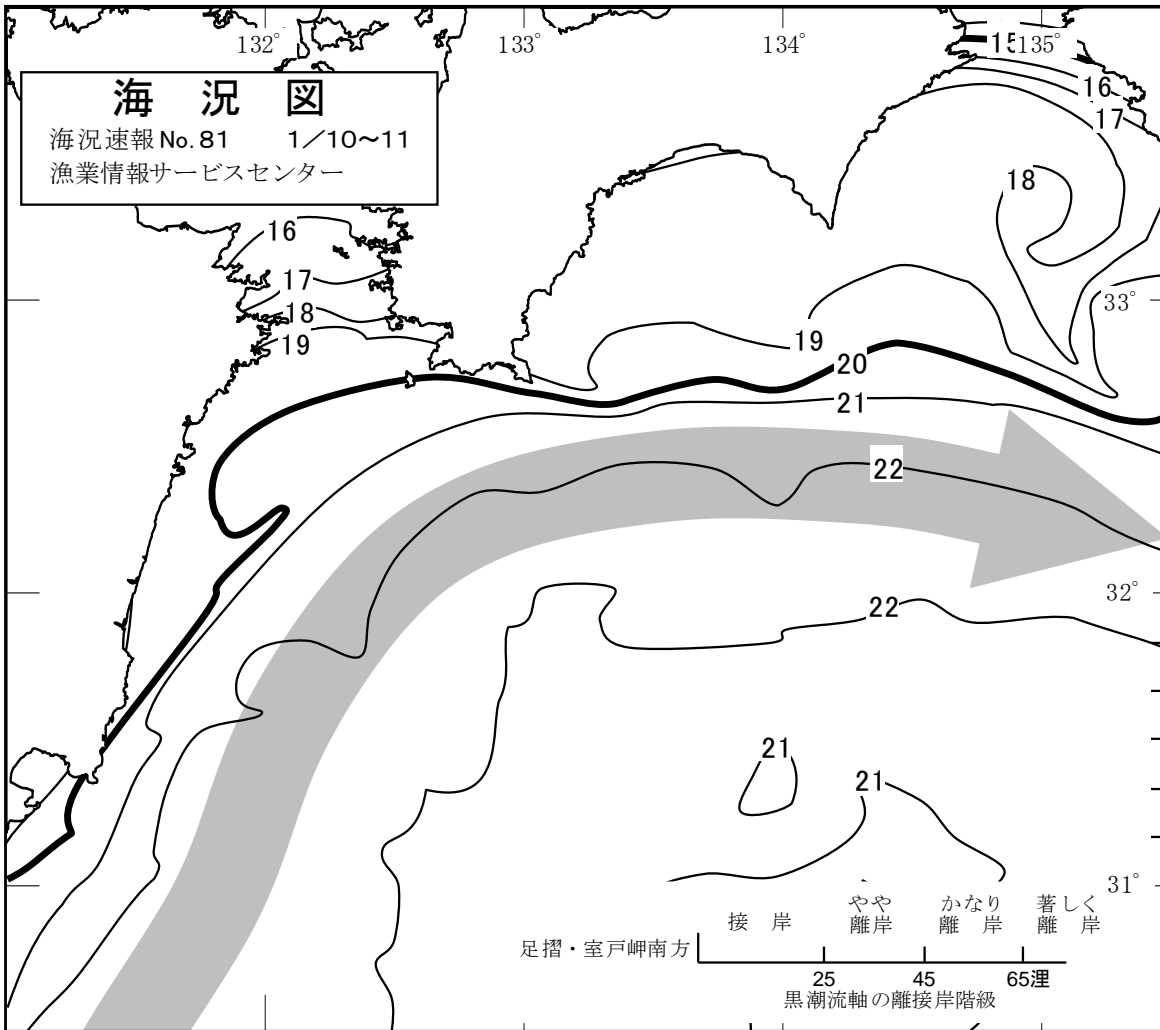 132° 133° 134° 15 135°
海況図
海況速報No.81 1/10~11
漁業情報サービスセンター
16
17
18
16
17
18
19
33°
19
20
21
22
32°
22
21
21
31°
接岸 やや離岸 かなり離岸 著しく離岸
足摺・室戸岬南方
25 45 65浬
黒潮流軸の離接岸階級